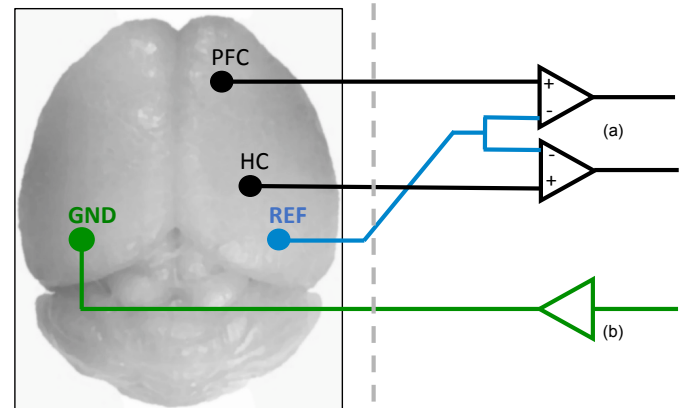 PFC
+
-
(a)
HC
-
+
GND
REF
(b)